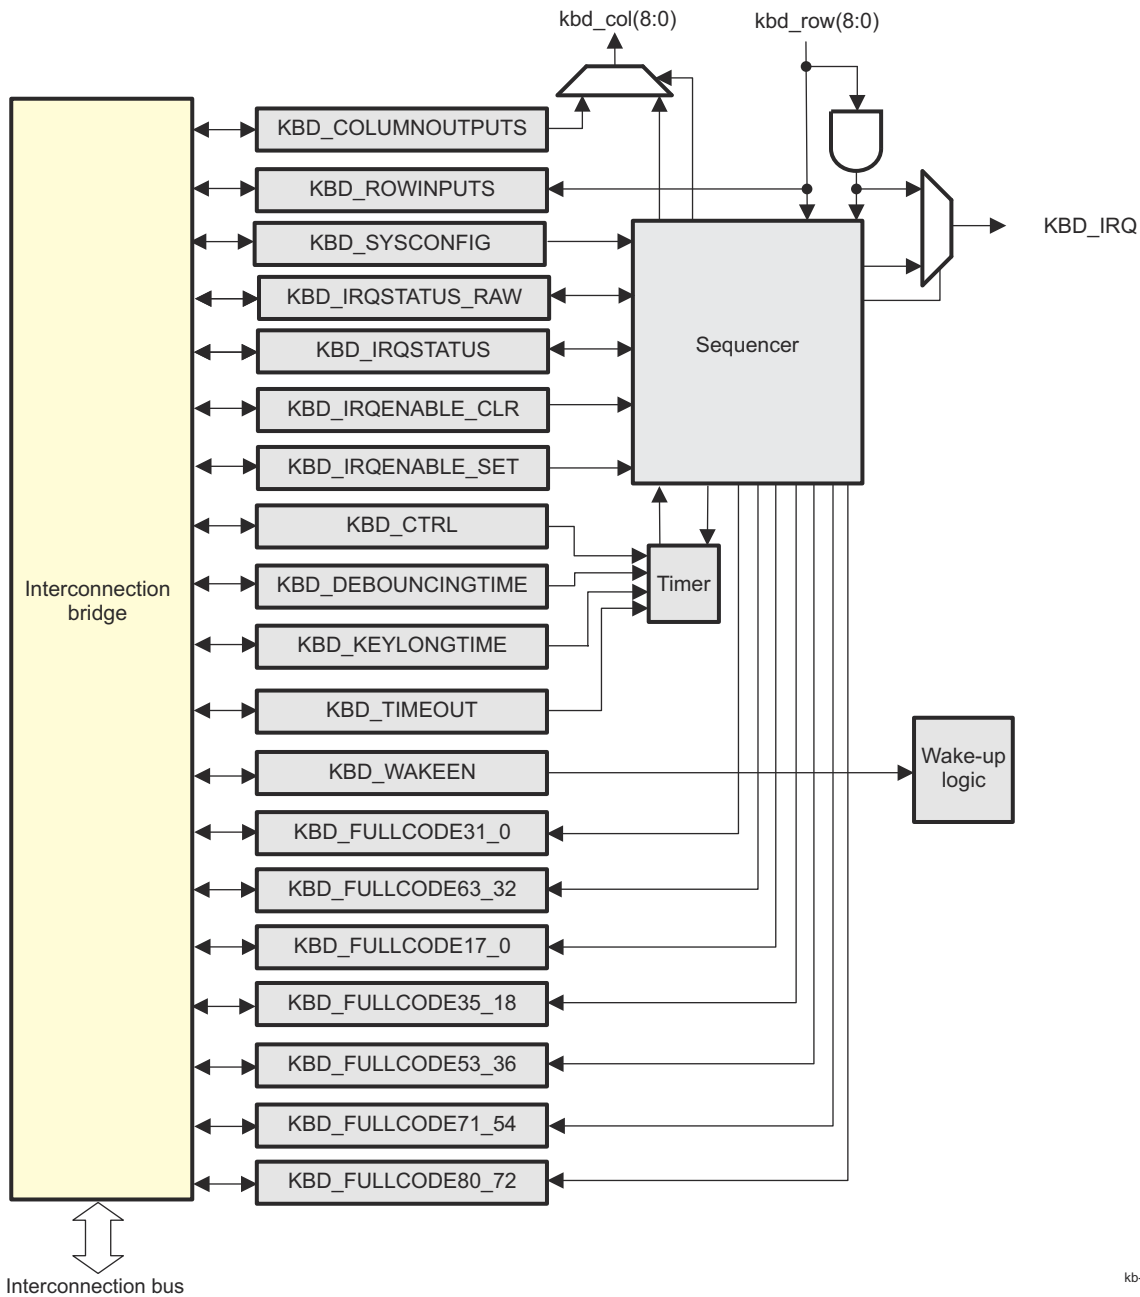 kbd_col(8:0)
kbd_row(8:0)
KBD_COLUMNOUTPUTS
KBD_ROWINPUTS
KBD_SYSCONFIG
KBD_IRQ
KBD_IRQSTATUS_RAW
KBD_IRQSTATUS
Sequencer
KBD_IRQENABLE_CLR
KBD_IRQENABLE_SET
KBD_CTRL
Interconnection
bridge
KBD_DEBOUNCINGTIME
Timer
KBD_KEYLONGTIME
KBD_TIMEOUT
KBD_WAKEEN
Wake-up
logic
KBD_FULLCODE31_0
KBD_FULLCODE63_32
KBD_FULLCODE17_0
KBD_FULLCODE35_18
KBD_FULLCODE53_36
KBD_FULLCODE71_54
KBD_FULLCODE80_72
Interconnection bus
kb-